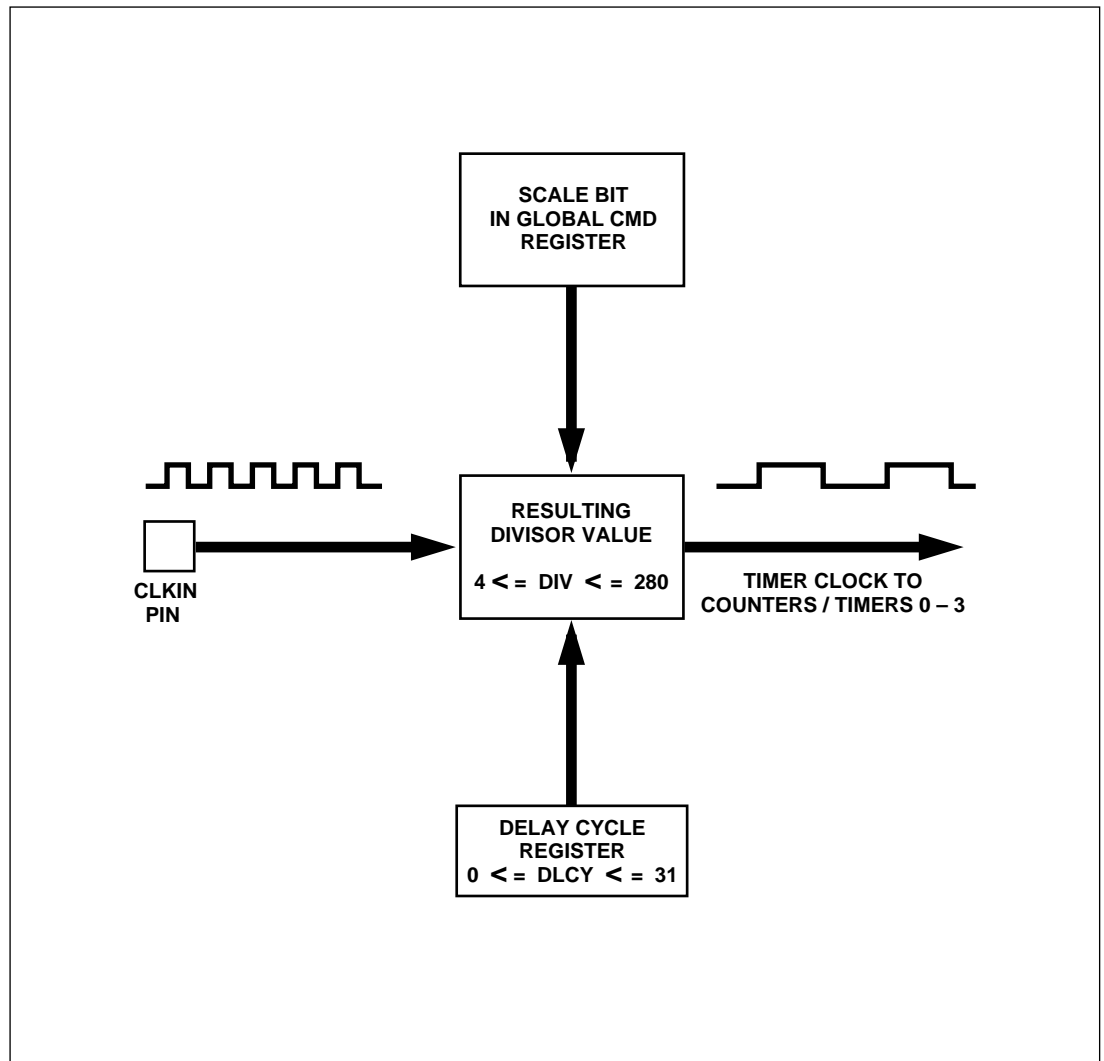 SCALE BIT
IN GLOBAL CMD
REGISTER
RESULTING
DIVISOR VALUE
4 < = DIV < = 280
CLKIN
PIN
TIMER CLOCK TO
COUNTERS / TIMERS 0 – 3
DELAY CYCLE
REGISTER
0 < = DLCY < = 31